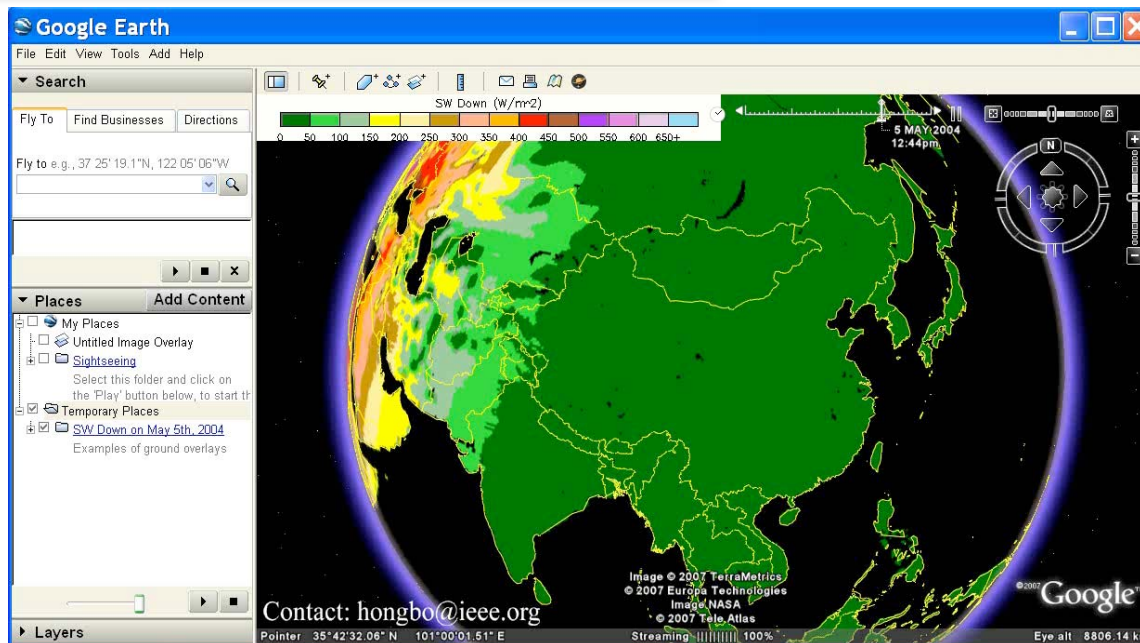 Google Earth
File Edit View Tools Add Help
Search
Fly To Find Businesses Directions
Fly to e.g., 37 25' 19.1"N, 122 05' 06"W
Places Add Content
My Places
Untitled Image Overlay
Sightseeing
Select this folder and click on
the 'Play' button below, to start th
Temporary Places
SW Down on May 5th, 2004
Examples of ground overlays
Layers
SW Down (W/m^2)
0 50 100 150 200 250 300 350 400 450 500 550 600 650+
5 MAY 2004
12:44pm
N
Image © 2007 TerraMetrics
© 2007 Europa Technologies
Image NASA
© 2007 Tele Atlas
©2007 Google
Contact: hongbo@ieee.org
Pointer 35°42'32.06" N 101°00'01.51" E Streaming 100% Eye alt 8806.14 k